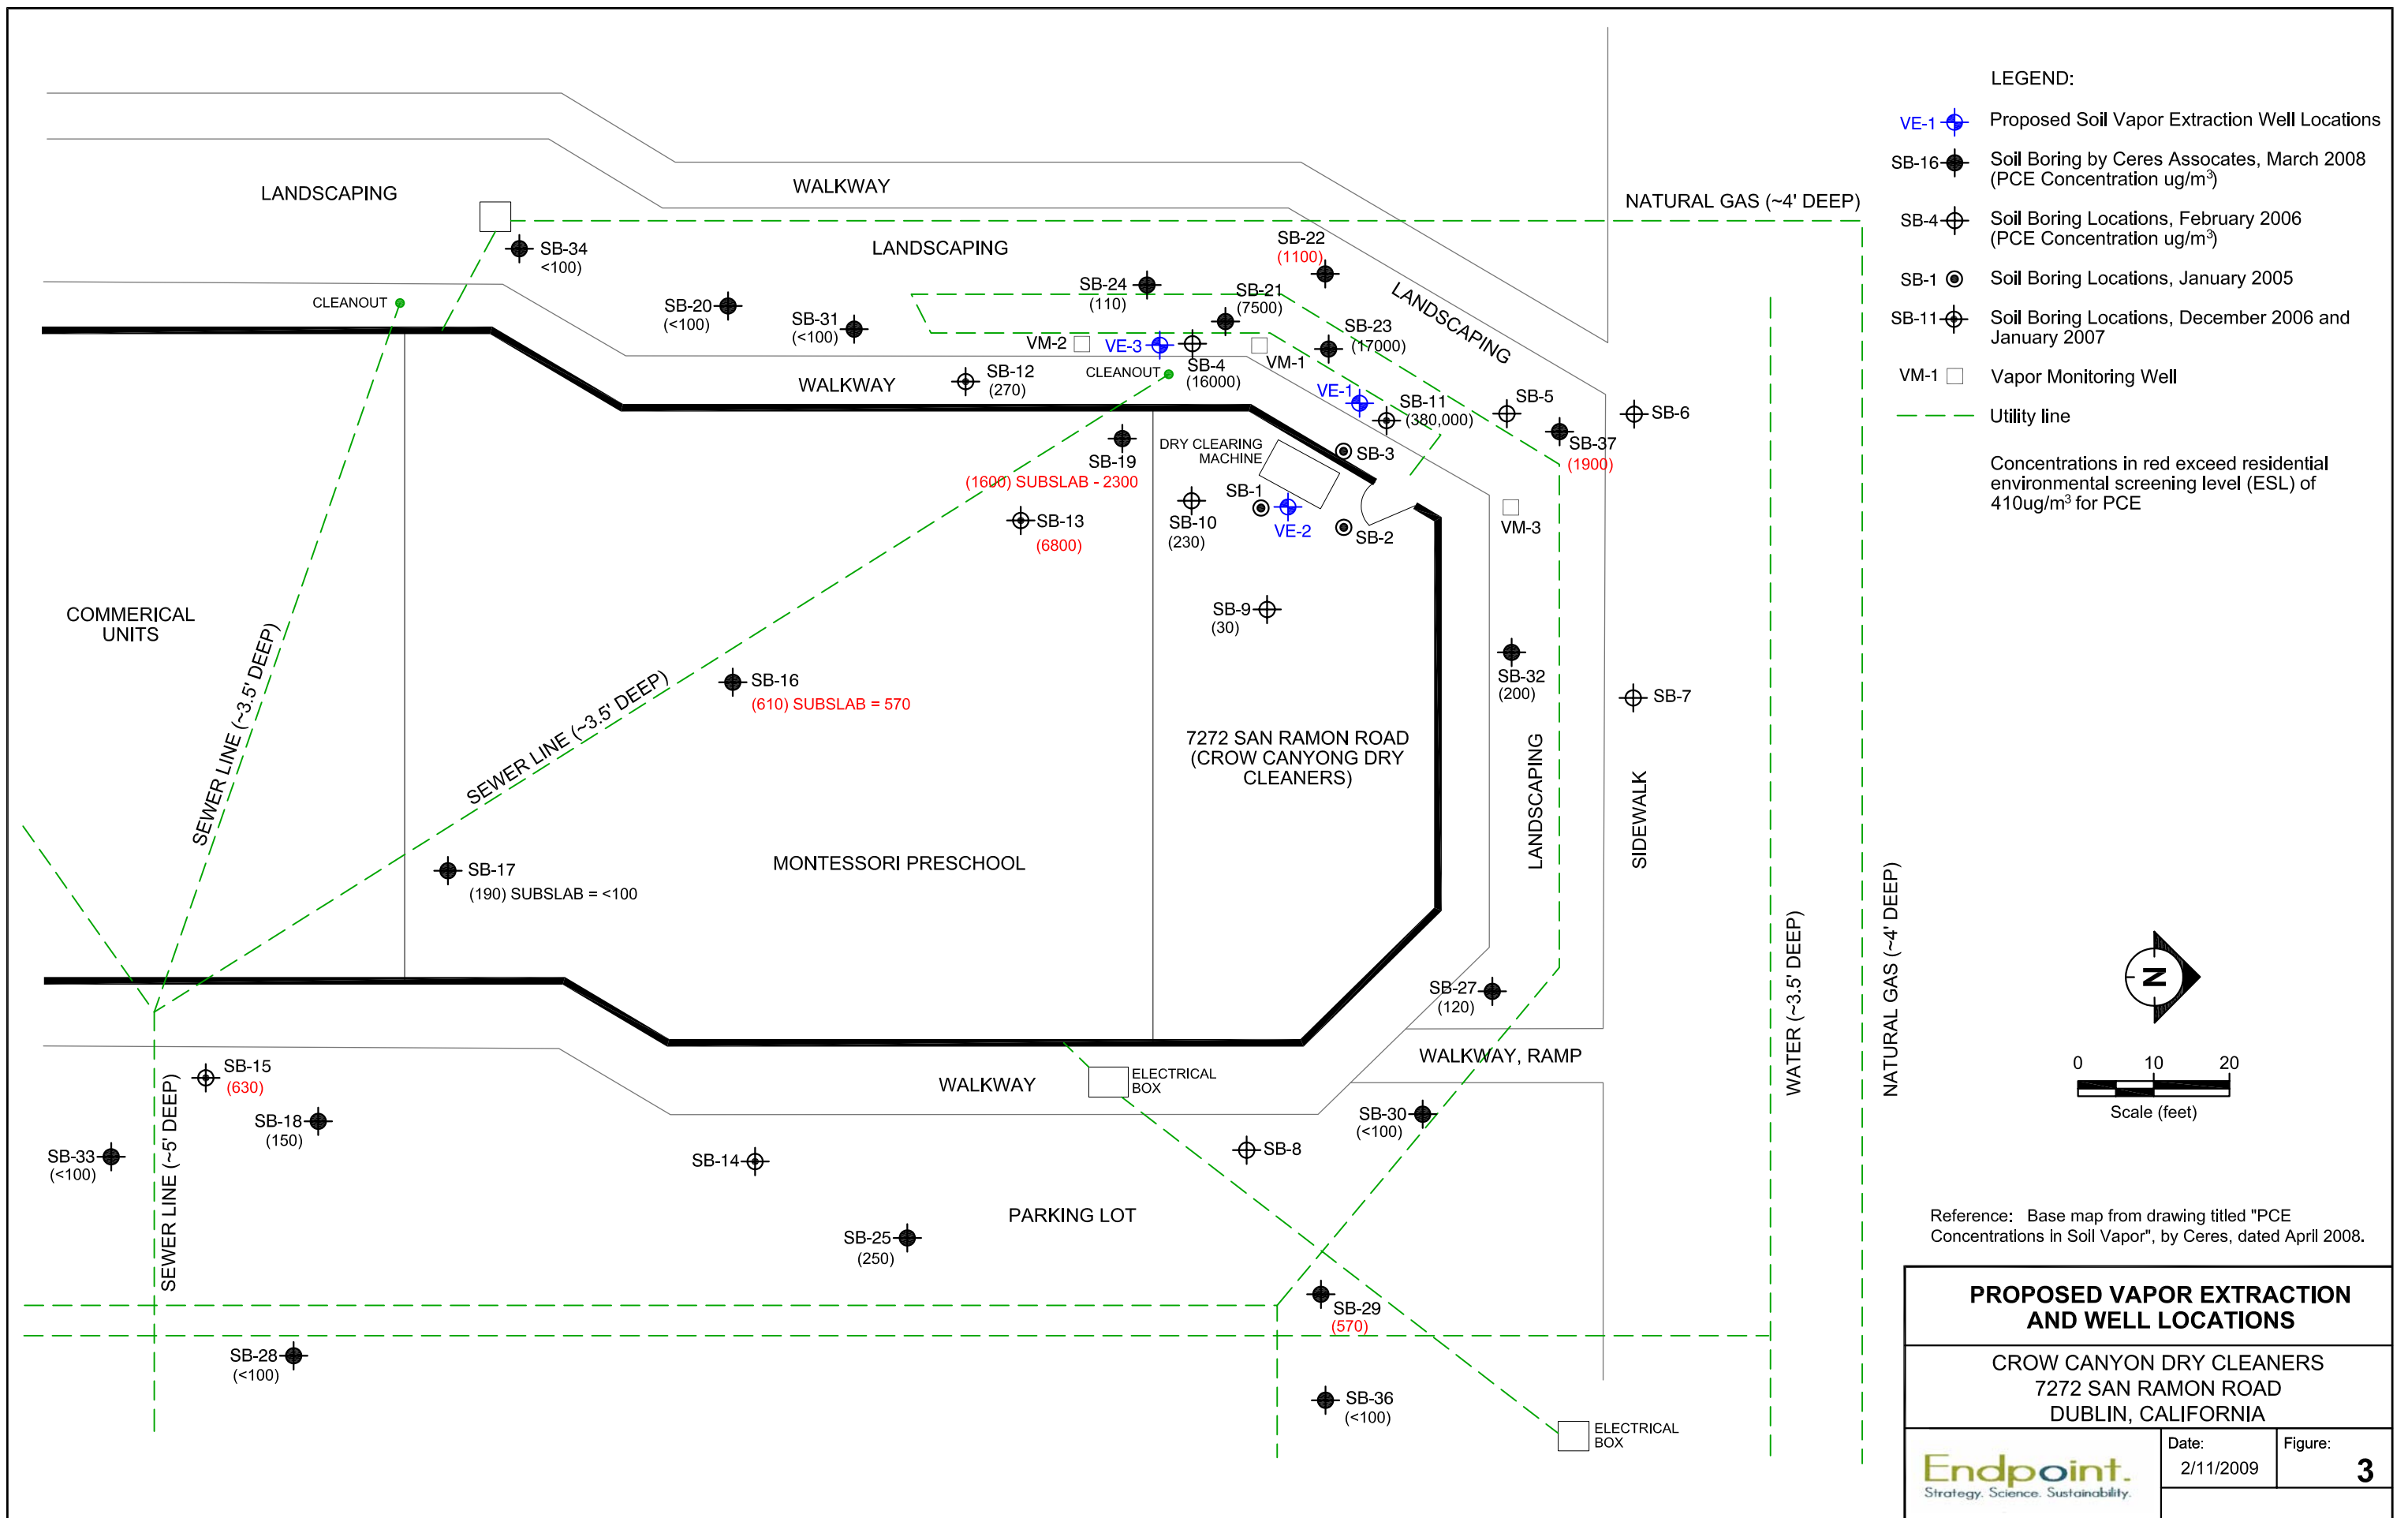 LEGEND:
VE-1 Proposed Soil Vapor Extraction Well Locations
SB-16 Soil Boring by Ceres Assocates, March 2008
(PCE Concentration ug/m³)
SB-4 Soil Boring Locations, February 2006
(PCE Concentration ug/m³)
SB-1 Soil Boring Locations, January 2005
SB-11 Soil Boring Locations, December 2006 and
January 2007
VM-1 Vapor Monitoring Well
Utility line
Concentrations in red exceed residential
environmental screening level (ESL) of
410ug/m³ for PCE
WALKWAY
LANDSCAPING
NATURAL GAS (~4' DEEP)
SB-34
<100)
LANDSCAPING
SB-22
(1100)
CLEANOUT
SB-20
(<100)
SB-31
(<100)
SB-24
(110)
SB-21
(7500)
LANDSCAPING
SB-23
(17000)
VM-2
VE-3
SB-4
(16000)
VM-1
WALKWAY
SB-12
(270)
CLEANOUT
VE-1
SB-11
(380,000)
SB-5
SB-6
SB-37
(1900)
SB-19
(1600) SUBSLAB - 2300
DRY CLEARING
MACHINE
SB-3
SB-1
SB-13
(6800)
SB-10
(230)
VE-2
SB-2
VM-3
COMMERICAL
UNITS
SB-9
(30)
SEWER LINE (~3.5' DEEP)
SEWER LINE (~3.5' DEEP)
SB-16
(610) SUBSLAB = 570
SB-32
(200)
SB-7
7272 SAN RAMON ROAD
(CROW CANYONG DRY
CLEANERS)
LANDSCAPING
SIDEWALK
SB-17
(190) SUBSLAB = <100
MONTESSORI PRESCHOOL
WATER (~3.5' DEEP)
NATURAL GAS (~4' DEEP)
N
SB-27
(120)
WALKWAY, RAMP
SB-15
(630)
WALKWAY
ELECTRICAL
BOX
0 10 20
Scale (feet)
SEWER LINE (~5' DEEP)
SB-18
(150)
SB-33
(<100)
SB-14
SB-8
SB-30
(<100)
PARKING LOT
SB-25
(250)
SB-29
(570)
SB-28
(<100)
SB-36
(<100)
ELECTRICAL
BOX
Reference: Base map from drawing titled "PCE
Concentrations in Soil Vapor", by Ceres, dated April 2008.
PROPOSED VAPOR EXTRACTION
AND WELL LOCATIONS
CROW CANYON DRY CLEANERS
7272 SAN RAMON ROAD
DUBLIN, CALIFORNIA
Endpoint.
Strategy. Science. Sustainability.
Date:
2/11/2009
Figure:
3